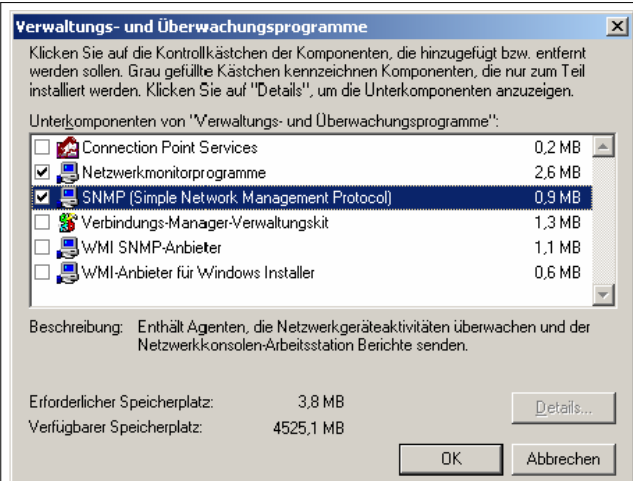 Verwaltungs- und Überwachungsprogramme
Klicken Sie auf die Kontrollkästchen der Komponenten, die hinzugefügt bzw. entfernt
werden sollen. Grau gefüllte Kästchen kennzeichnen Komponenten, die nur zum Teil
installiert werden. Klicken Sie auf "Details", um die Unterkomponenten anzuzeigen.
Unterkomponenten von "Verwaltungs- und Überwachungsprogramme":
Connection Point Services 0,2 MB
Netzwerkmonitorprogramme 2,6 MB
SNMP (Simple Network Management Protocol) 0,9 MB
Verbindungs-Manager-Verwaltungskit 1,3 MB
WMI SNMP-Anbieter 1,1 MB
WMI-Anbieter für Windows Installer 0,6 MB
Beschreibung: Enthält Agenten, die Netzwerkgeräteaktivitäten überwachen und der
Netzwerkkonsolen-Arbeitsstation Berichte senden.
Erforderlicher Speicherplatz: 3,8 MB
Details...
Verfügbarer Speicherplatz: 4525,1 MB
OK Abbrechen